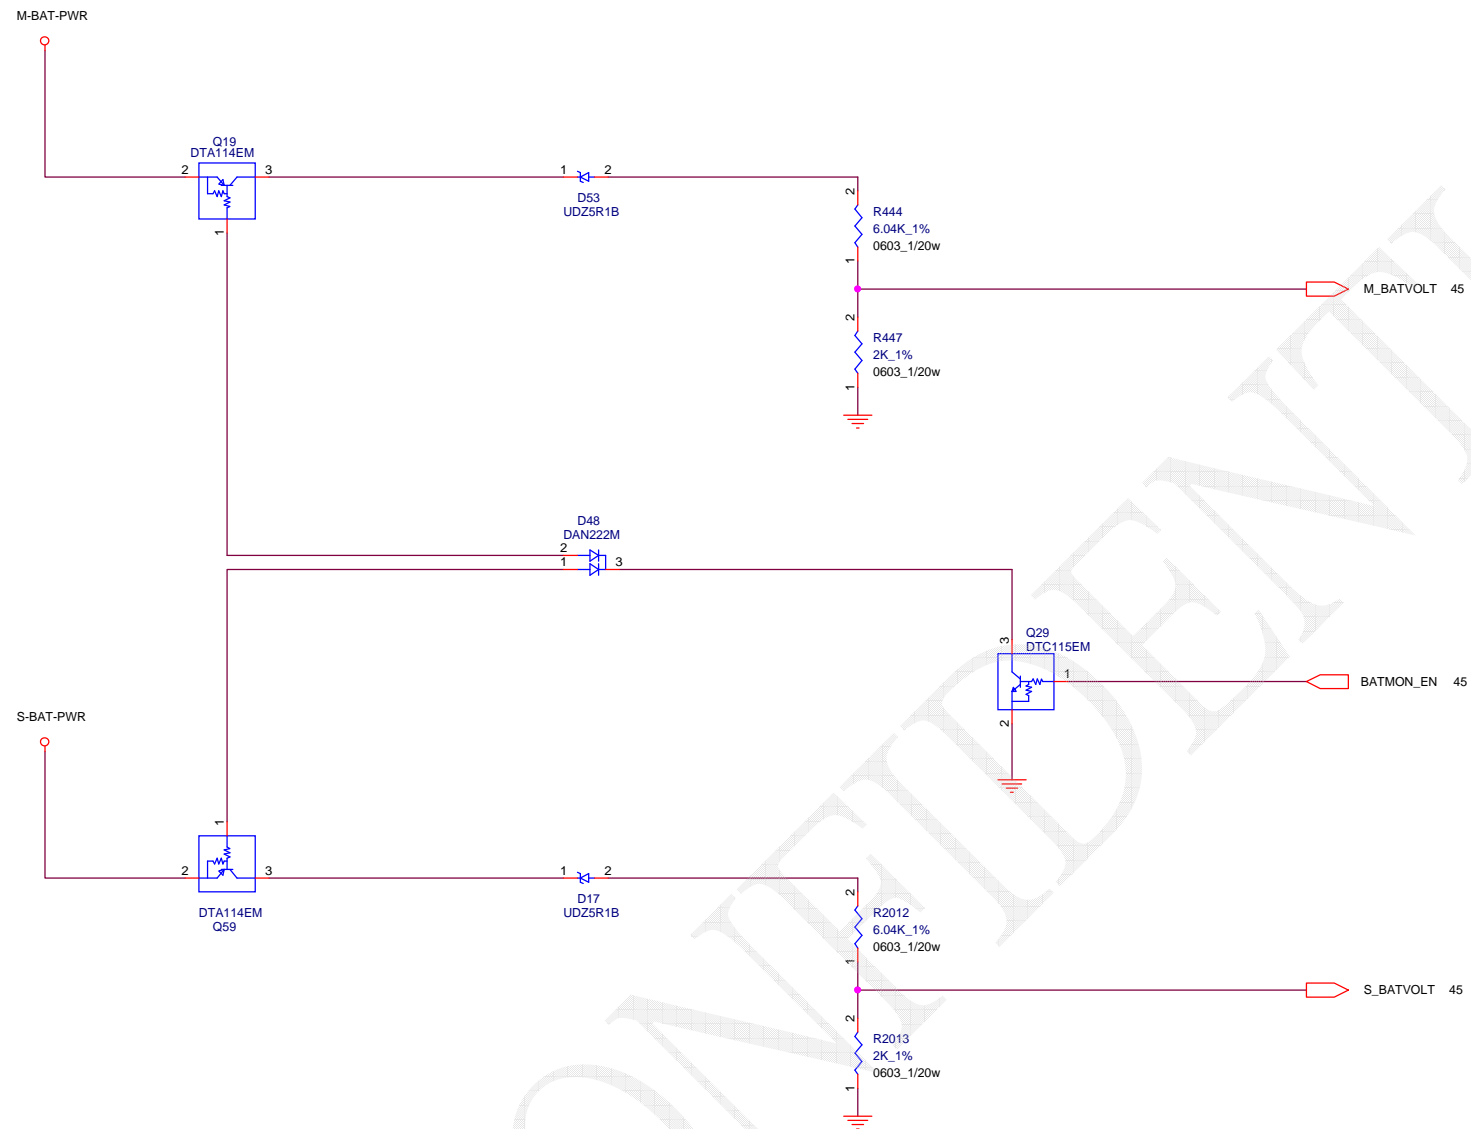 M-BAT-PWR
Q19
DTA114EM
2
3
1
1
2
D53
UDZ5R1B
2
R444
6.04K_1%
0603_1/20w
1
M_BATVOLT 45
2
R447
2K_1%
0603_1/20w
1
D48
DAN222M
2
1
3
3
Q29
DTC115EM
1
BATMON_EN 45
2
S-BAT-PWR
1
2
3
DTA114EM
Q59
1
2
D17
UDZ5R1B
2
R2012
6.04K_1%
0603_1/20w
1
S_BATVOLT 45
2
R2013
2K_1%
0603_1/20w
1
ONFIDENT